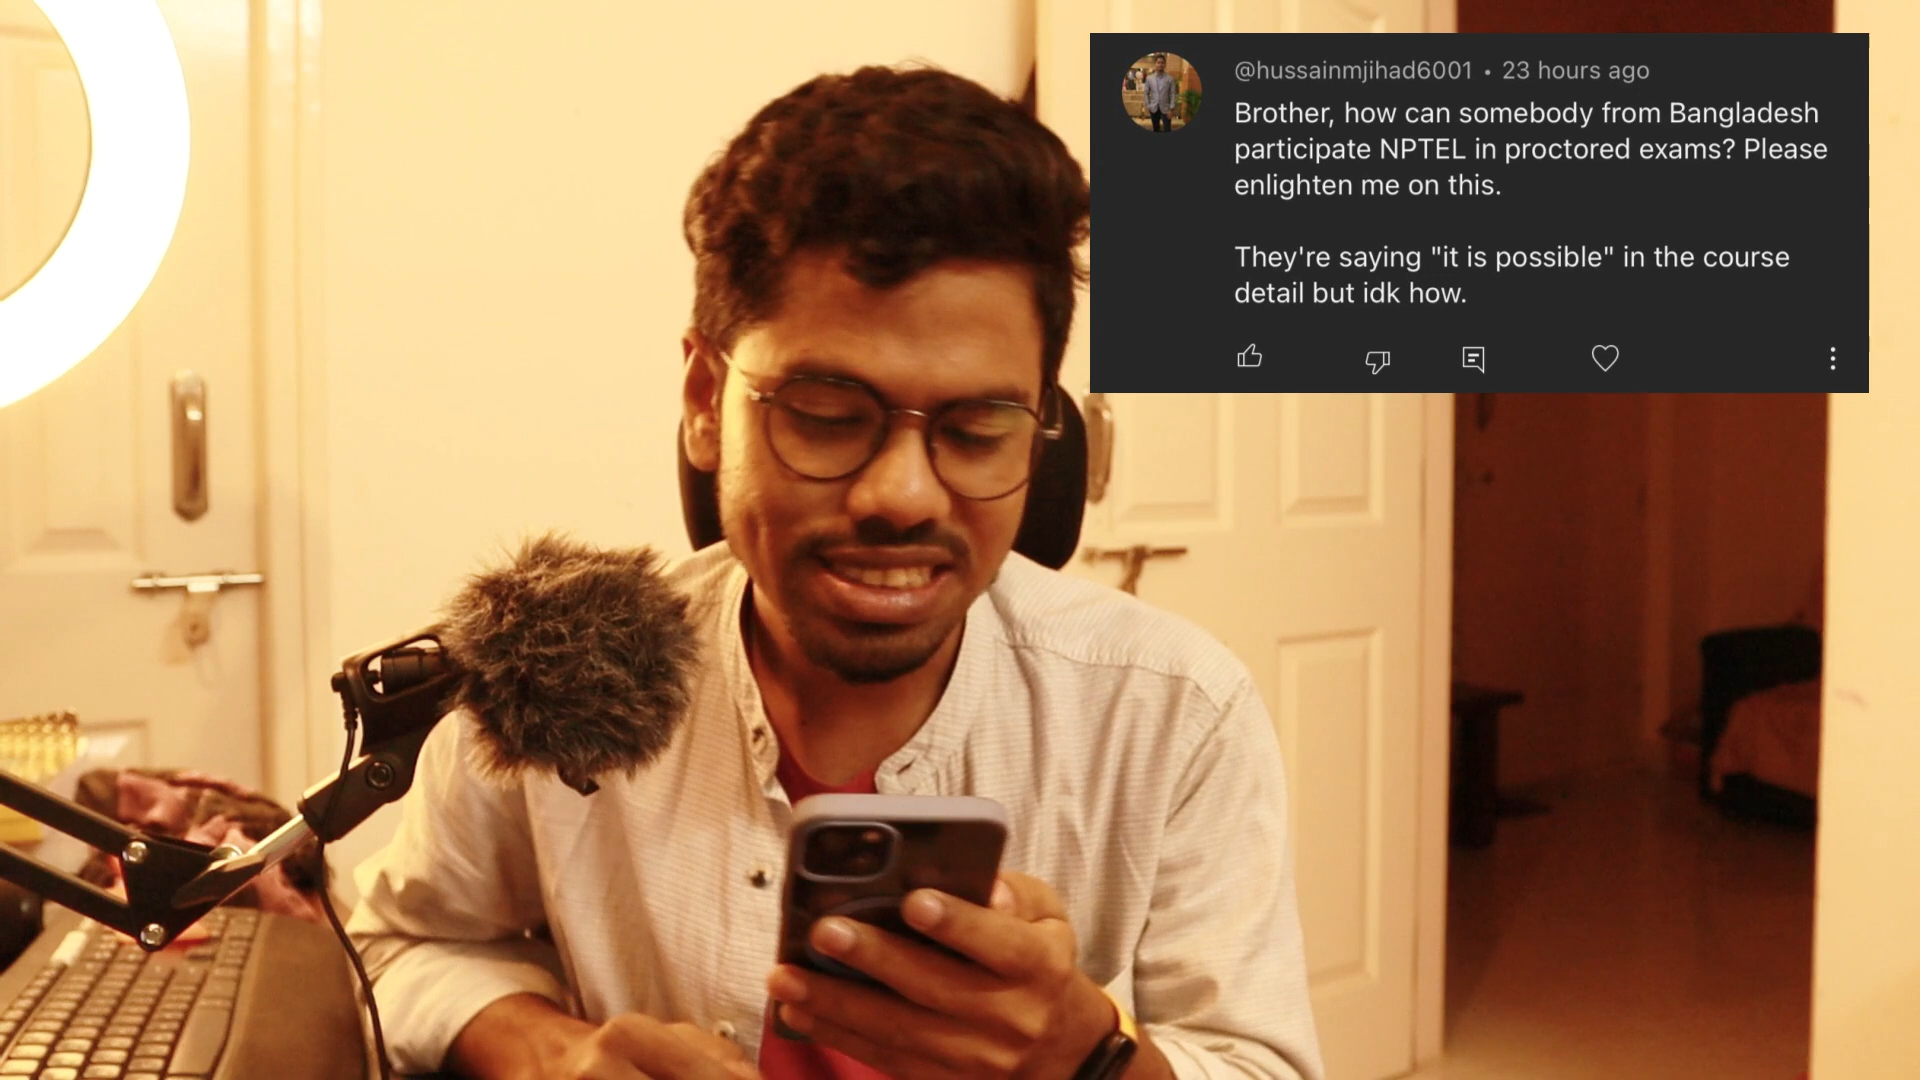 @hussainmjihad6001 • 23 hours ago
Brother, how can somebody from Bangladesh
participate NPTEL in proctored exams? Please
enlighten me on this.
They're saying "it is possible" in the course
detail but idk how.